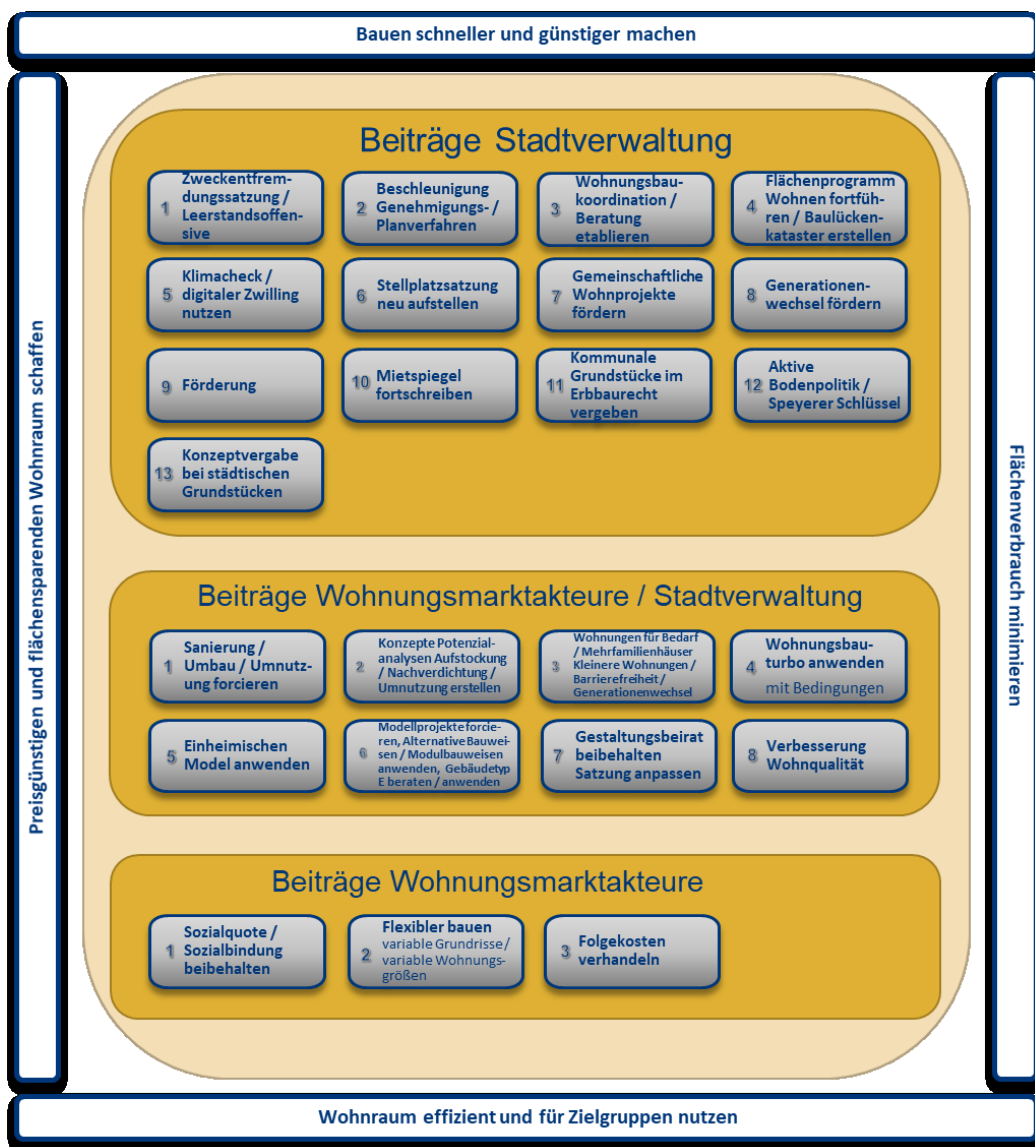 Bauen schneller und günstiger machen
Preisgünstigen und flächensparenden Wohnraum schaffen
Beiträge Stadtverwaltung
1
Zweckentfrem-
dungssatzung /
Leerstandsoffen-
sive
2
Beschleunigung
Genehmigungs- /
Planverfahren
3
Wohnungsbau-
koordination /
Beratung
etablieren
4
Flächenprogramm
Wohnen fortfüh-
ren / Baulücken-
kataster erstellen
5
Klimacheck /
digitaler Zwilling
nutzen
6
Stellplatzsatzung
neu aufstellen
7
Gemeinschaftliche
Wohnprojekte
fördern
8
Generationen-
wechsel fördern
9
Förderung
10
Mietspiegel
fortschreiben
11
Kommunale
Grundstücke im
Erbbaurecht
vergeben
12
Aktive
Bodenpolitik /
Speyerer Schlüssel
13
Konzeptvergabe
bei städtischen
Grundstücken
Beiträge Wohnungsmarktakteure / Stadtverwaltung
1
Sanierung /
Umbau / Umnutz-
ung forcieren
2
Konzepte Potenzial-
analysen Aufstockung
/ Nachverdichtung /
Umnutzung erstellen
3
Wohnungen für Bedarf
/ Mehrfamilienhäuser
Kleinere Wohnungen /
Barrierefreiheit /
Generationenwechsel
4
Wohnungsbau-
turbo anwenden
mit Bedingungen
5
Einheimischen
Model anwenden
6
Modellprojekte forcie-
ren, Alternative Bauwei-
sen / Modulbauweisen
anwenden, Gebäudetyp
E beraten / anwenden
7
Gestaltungsbeirat
beibehalten
Satzung anpassen
8
Verbesserung
Wohnqualität
Beiträge Wohnungsmarktakteure
1
Sozialquote /
Sozialbindung
beibehalten
2
Flexibler bauen
variable Grundrisse /
variable Wohnungs-
größen
3
Folgekosten
verhandeln
Flächenverbrauch minimieren
Wohnraum effizient und für Zielgruppen nutzen